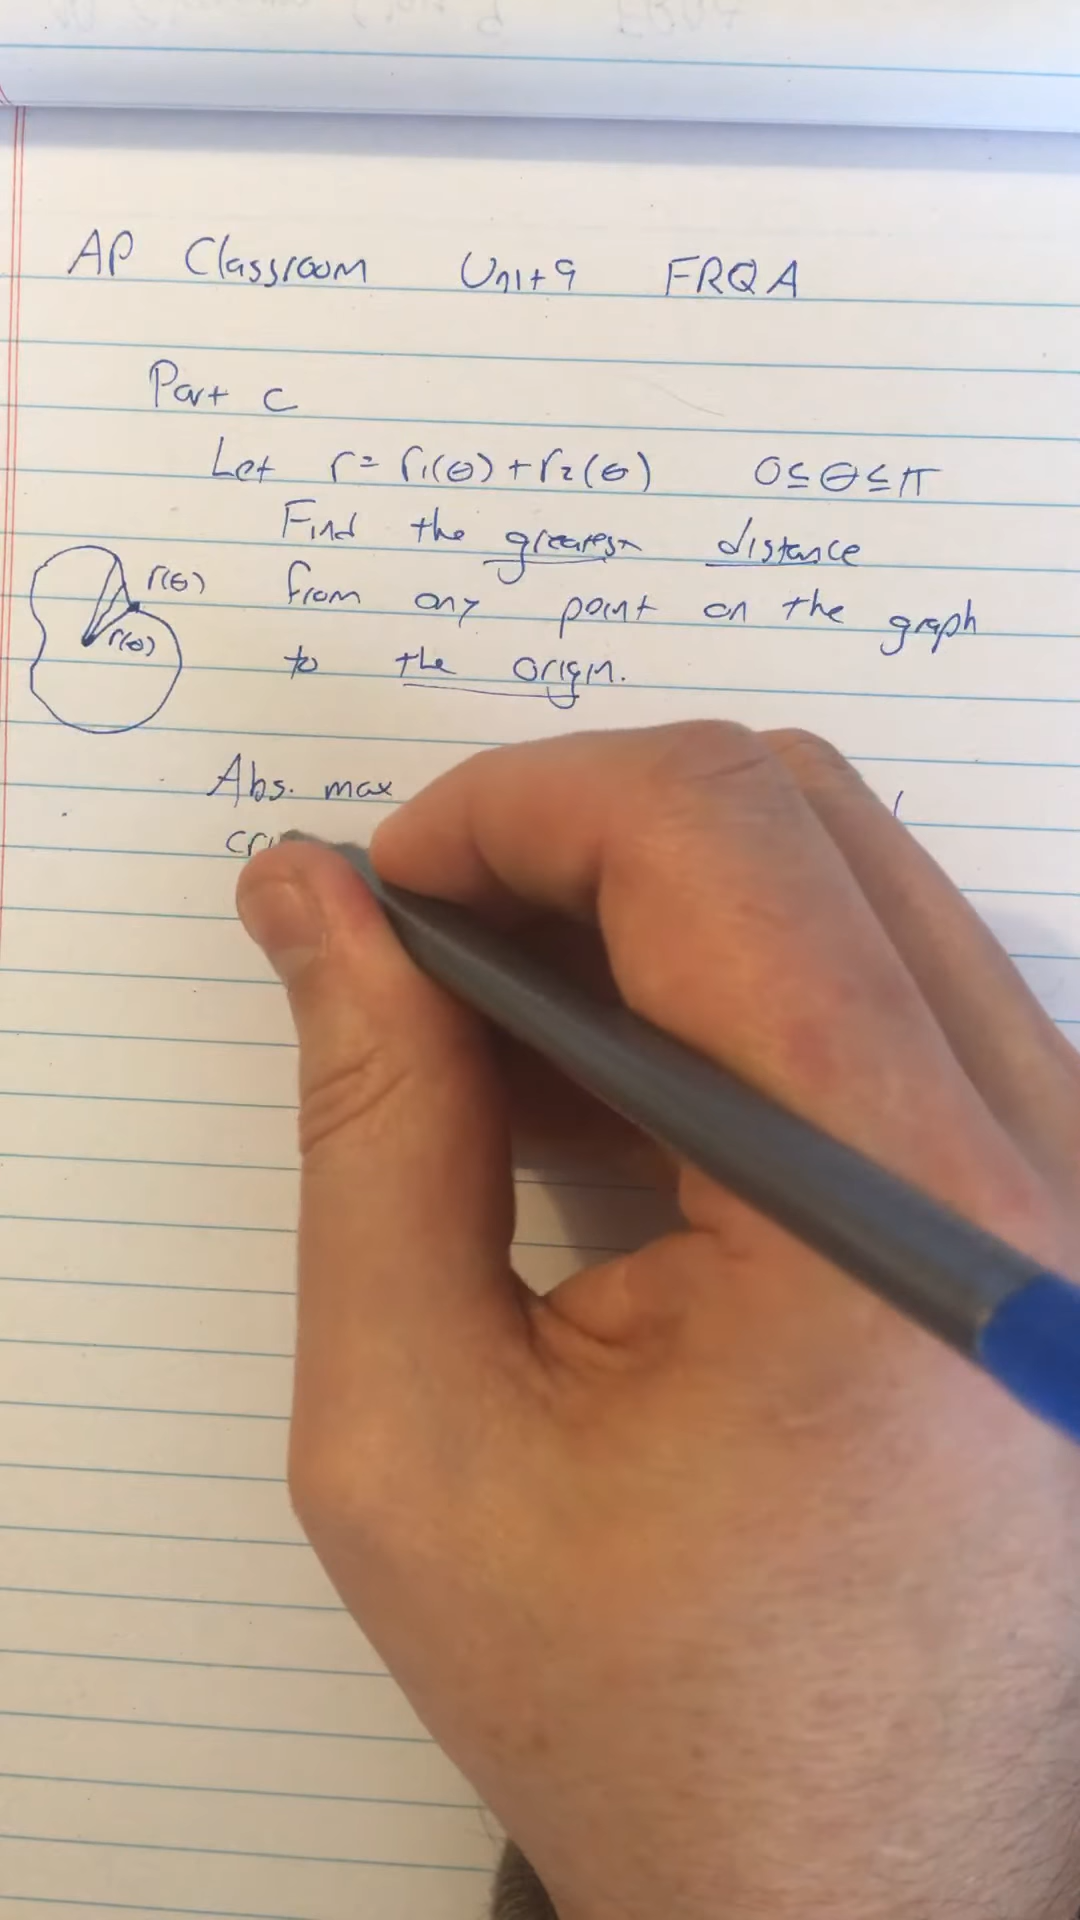 AP Classroom Unit 9 FRQ A
Part C
Let r = r₁(θ) + r₂(θ) 0 ≤ θ ≤ π
Find the greatest distance
r(θ) from any point on the graph
r(θ) to the origin.
Abs. max